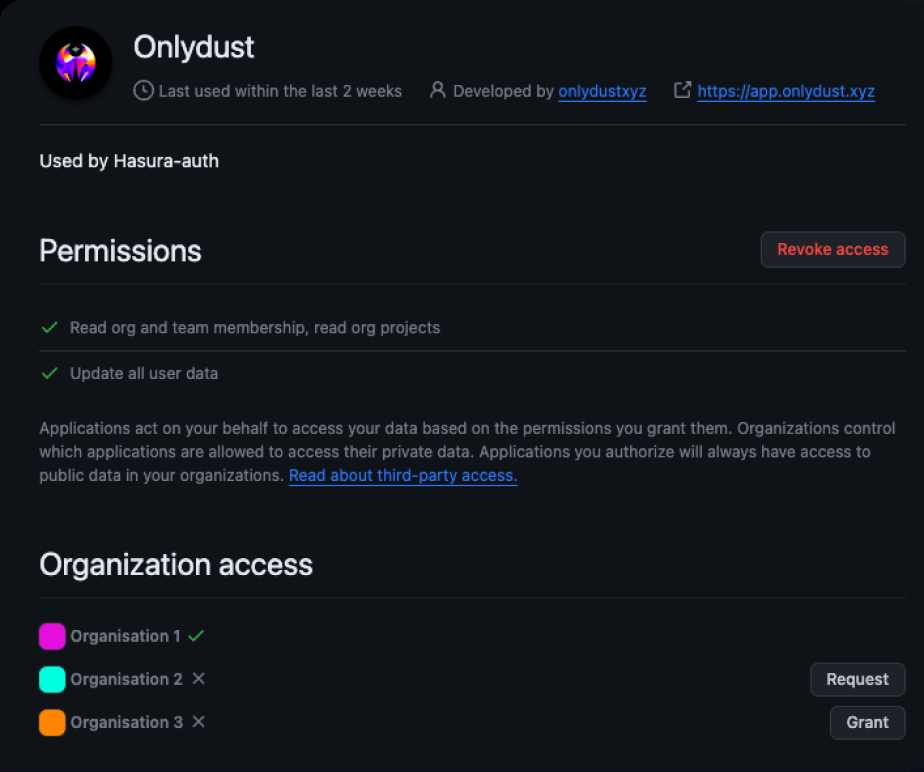 Onlydust
Last used within the last 2 weeks Developed by onlydustxyz https://app.onlydust.xyz
Used by Hasura-auth
Permissions
Revoke access
Read org and team membership, read org projects
Update all user data
Applications act on your behalf to access your data based on the permissions you grant them. Organizations control
which applications are allowed to access their private data. Applications you authorize will always have access to
public data in your organizations. Read about third-party access.
Organization access
Organisation 1
Organisation 2
Request
Organisation 3
Grant